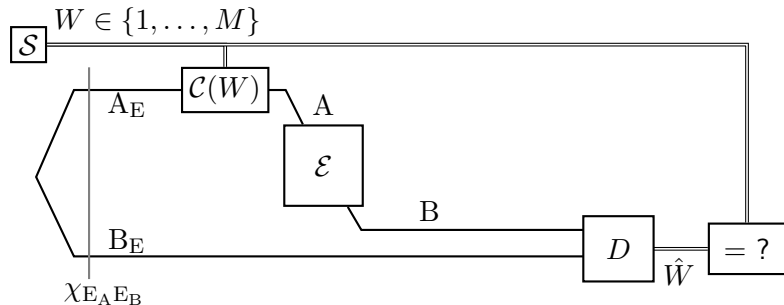 W ∈ {1, . . . , M}
𝒮
𝒞(W)
A_E
A
ℰ
B
B_E
D
Ŵ
= ?
χ_{E_A E_B}